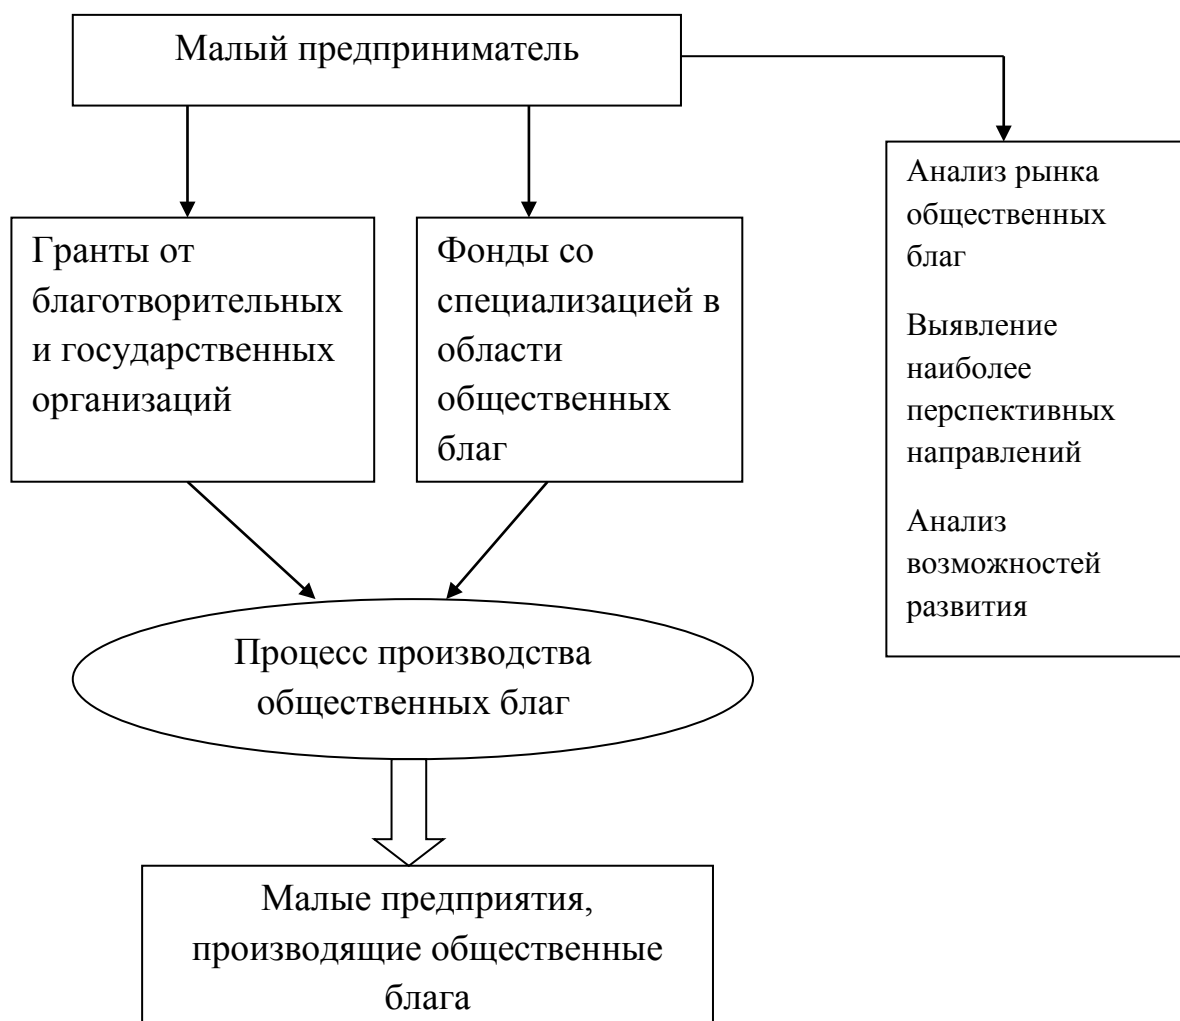 Малый предприниматель
Гранты от
благотворительных
и государственных
организаций
Фонды со
специализацией в
области
общественных
благ
Анализ рынка
общественных
благ
Выявление
наиболее
перспективных
направлений
Анализ
возможностей
развития
Процесс производства
общественных благ
Малые предприятия,
производящие общественные
блага